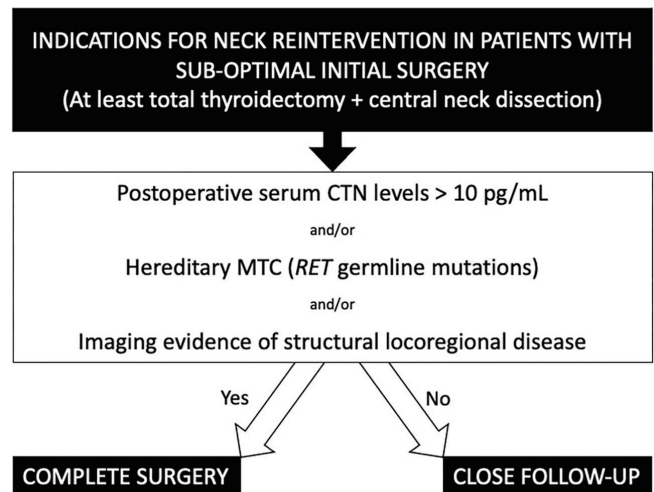 INDICATIONS FOR NECK REINTERVENTION IN PATIENTS WITH
SUB-OPTIMAL INITIAL SURGERY
(At least total thyroidectomy + central neck dissection)
Postoperative serum CTN levels > 10 pg/mL
and/or
Hereditary MTC (RET germline mutations)
and/or
Imaging evidence of structural locoregional disease
Yes
No
COMPLETE SURGERY
CLOSE FOLLOW-UP